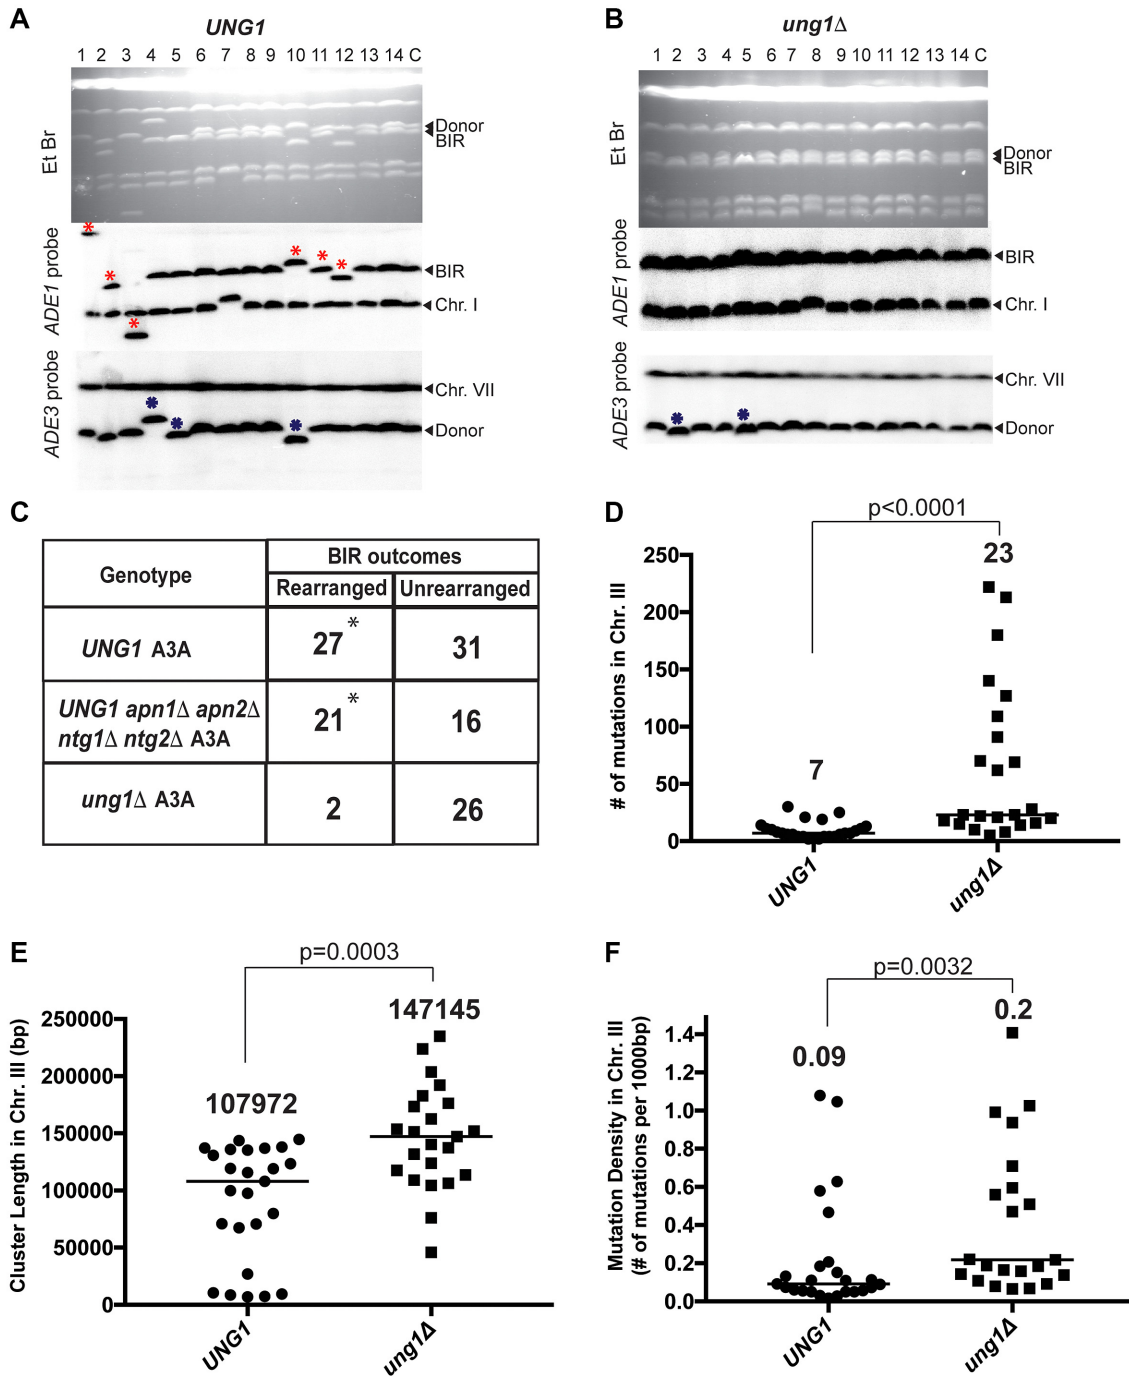 A
UNG1
1 2 3 4 5 6 7 8 9 10 11 12 13 14 C
Et Br
Donor
BIR
ADE1 probe
*
*
*
*
*
*
BIR
Chr. I
ADE3 probe
Chr. VII
*
*
*
Donor
B
ung1Δ
1 2 3 4 5 6 7 8 9 10 11 12 13 14 C
Et Br
Donor
BIR
ADE1 probe
BIR
Chr. I
ADE3 probe
Chr. VII
*
*
Donor
C
Genotype
BIR outcomes
Rearranged Unrearranged
UNG1 A3A 27* 31
UNG1 apn1Δ apn2Δ
ntg1Δ ntg2Δ A3A
21* 16
ung1Δ A3A 2 26
D
p<0.0001
# of mutations in Chr. III
250
200
150
100
50
0
7
23
UNG1
ung1Δ
E
p=0.0003
Cluster Length in Chr. III (bp)
250000
200000
150000
100000
50000
0
107972
147145
UNG1
ung1Δ
F
p=0.0032
Mutation Density in Chr. III
(# of mutations per 1000bp)
1.4
1.2
1.0
0.8
0.6
0.4
0.2
0.0
0.09
0.2
UNG1
ung1Δ